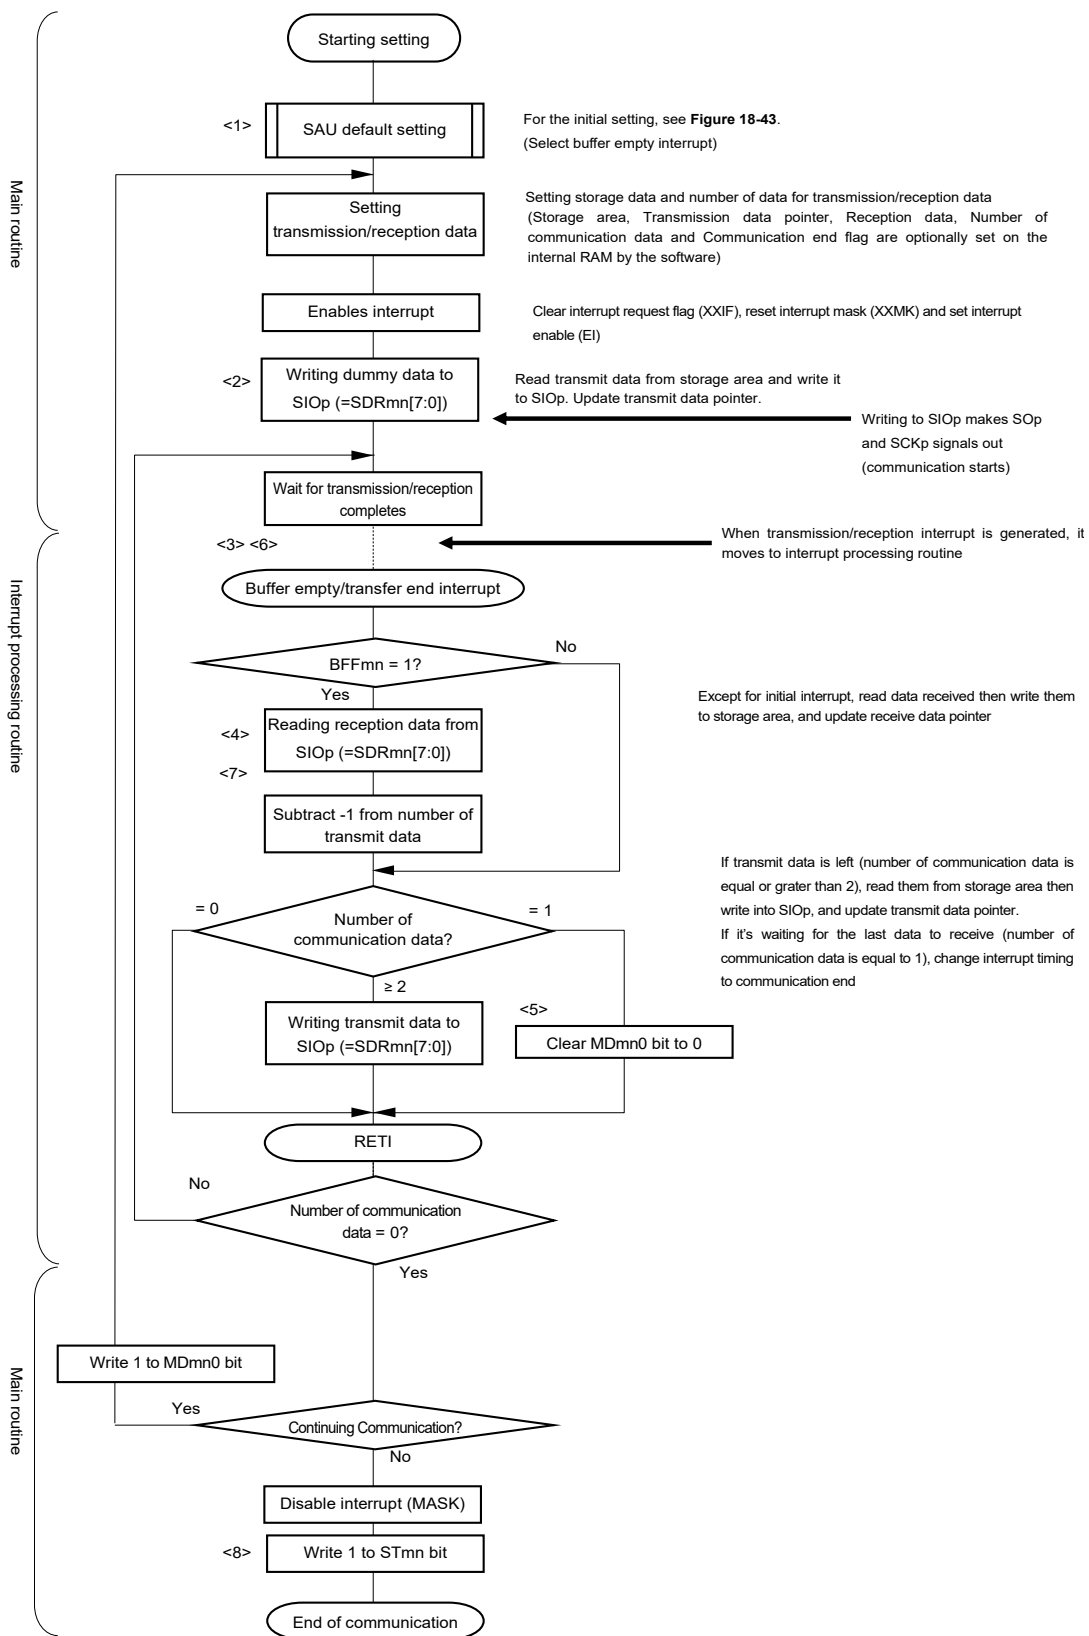 Starting setting
<1>
SAU default setting
For the initial setting, see Figure 18-43.
(Select buffer empty interrupt)
Main routine
Setting
transmission/reception data
Setting storage data and number of data for transmission/reception data
(Storage area, Transmission data pointer, Reception data, Number of
communication data and Communication end flag are optionally set on the
internal RAM by the software)
Enables interrupt
Clear interrupt request flag (XXIF), reset interrupt mask (XXMK) and set interrupt
enable (EI)
<2>
Writing dummy data to
SIOp (=SDRmn[7:0])
Read transmit data from storage area and write it
to SIOp. Update transmit data pointer.
Writing to SIOp makes SOp
and SCKp signals out
(communication starts)
Wait for transmission/reception
completes
<3> <6>
When transmission/reception interrupt is generated, it
moves to interrupt processing routine
Interrupt processing routine
Buffer empty/transfer end interrupt
BFFmn = 1?
No
Yes
Except for initial interrupt, read data received then write them
to storage area, and update receive data pointer
<4>
Reading reception data from
SIOp (=SDRmn[7:0])
<7>
Subtract -1 from number of
transmit data
If transmit data is left (number of communication data is
equal or grater than 2), read them from storage area then
write into SIOp, and update transmit data pointer.
If it's waiting for the last data to receive (number of
communication data is equal to 1), change interrupt timing
to communication end
= 0
Number of
communication data?
= 1
≥ 2
Writing transmit data to
SIOp (=SDRmn[7:0])
<5>
Clear MDmn0 bit to 0
RETI
No
Number of communication
data = 0?
Yes
Main routine
Write 1 to MDmn0 bit
Yes
Continuing Communication?
No
Disable interrupt (MASK)
<8>
Write 1 to STmn bit
End of communication